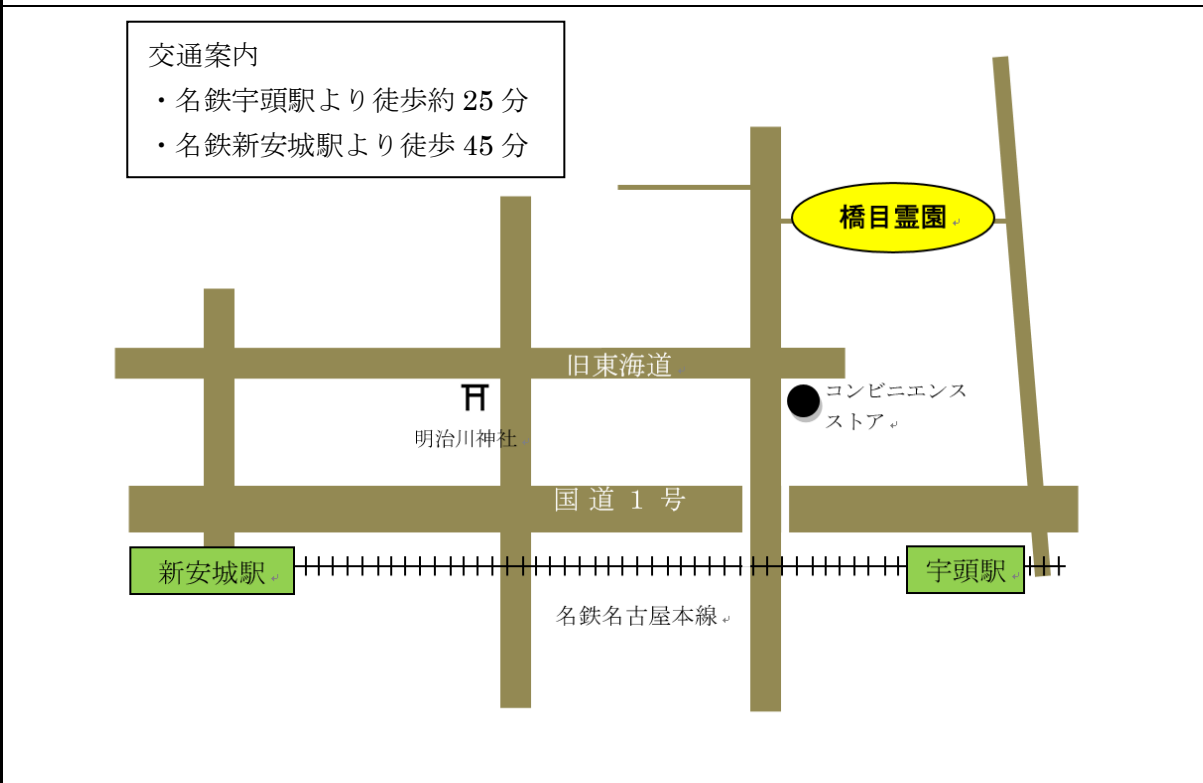 交通案内
・名鉄宇頭駅より徒歩約 25 分
・名鉄新安城駅より徒歩 45 分
橋目霊園
旧東海道
コンビニエンス
ストア
明治川神社
国道 1 号
新安城駅
宇頭駅
名鉄名古屋本線